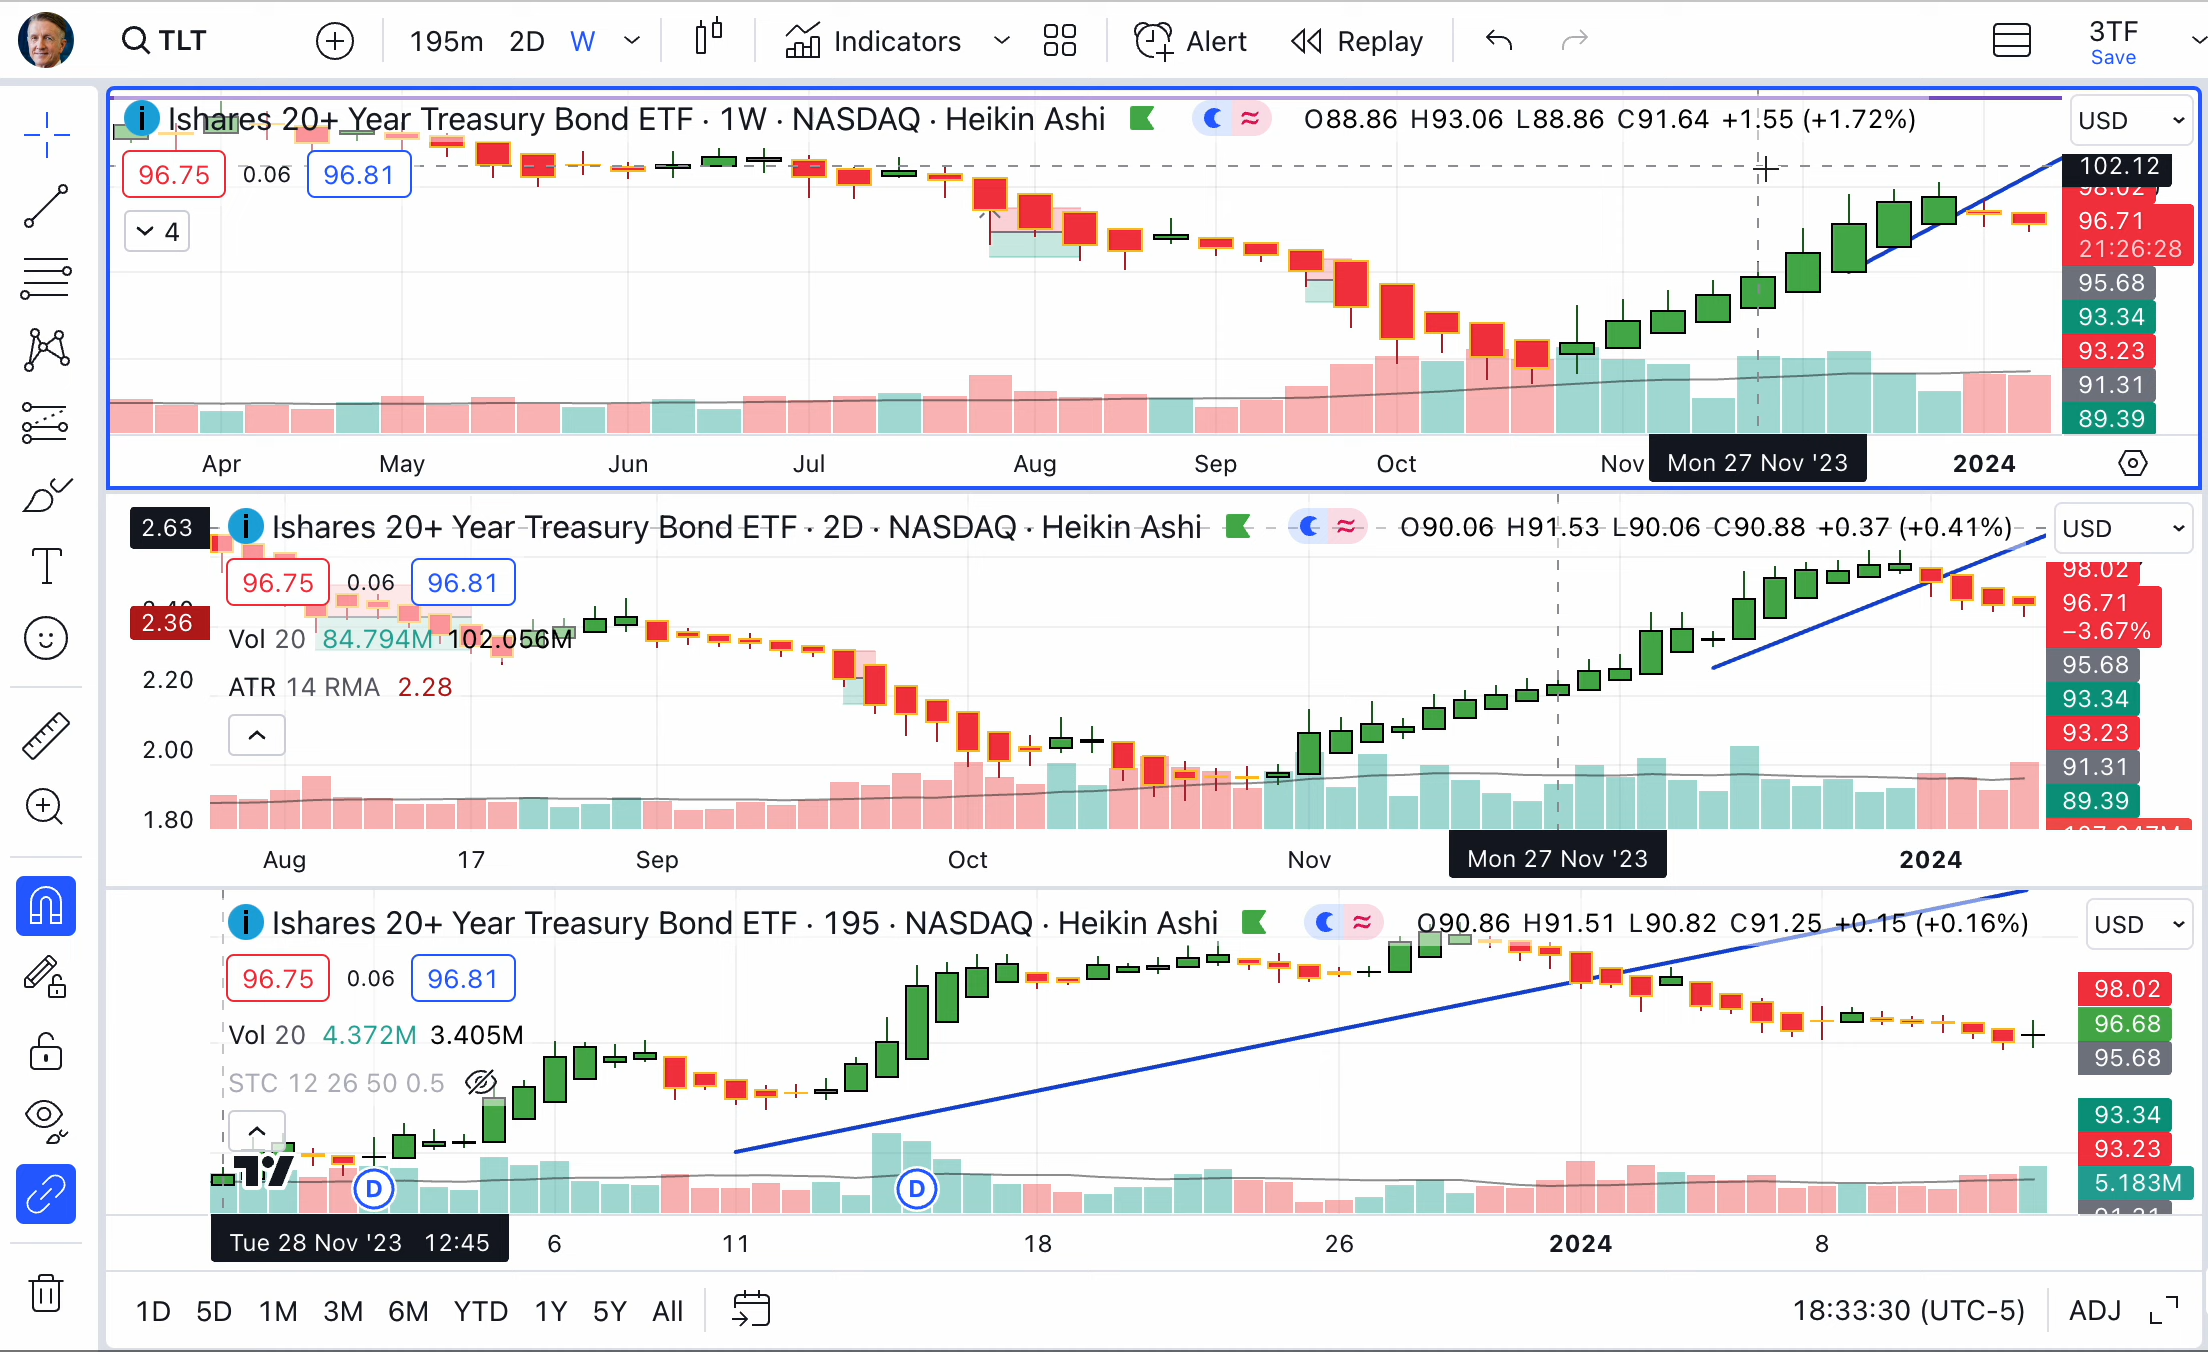 TLT 195m 2D W Indicators Alert Replay 3TF
Save
i Ishares 20+ Year Treasury Bond ETF · 1W · NASDAQ · Heikin Ashi O88.86 H93.06 L88.86 C91.64 +1.55 (+1.72%) USD
96.75 0.06 96.81 102.12
98.02
4 96.71
21:26:28
95.68
93.34
93.23
91.31
89.39
Apr May Jun Jul Aug Sep Oct Nov Mon 27 Nov '23 2024
2.63 i Ishares 20+ Year Treasury Bond ETF · 2D · NASDAQ · Heikin Ashi O90.06 H91.53 L90.06 C90.88 +0.37 (+0.41%) USD
96.75 0.06 96.81 98.02
96.71
2.36 −3.67%
Vol 20 84.794M 102.056M
95.68
2.20 ATR 14 RMA 2.28 93.34
93.23
2.00 91.31
89.39
1.80
Aug 17 Sep Oct Nov Mon 27 Nov '23 2024
i Ishares 20+ Year Treasury Bond ETF · 195 · NASDAQ · Heikin Ashi O90.86 H91.51 L90.82 C91.25 +0.15 (+0.16%) USD
96.75 0.06 96.81 98.02
96.68
Vol 20 4.372M 3.405M 95.68
STC 12 26 50 0.5
93.34
93.23
D D 5.183M
Tue 28 Nov '23 12:45 6 11 18 26 2024 8
1D 5D 1M 3M 6M YTD 1Y 5Y All 18:33:30 (UTC-5) ADJ